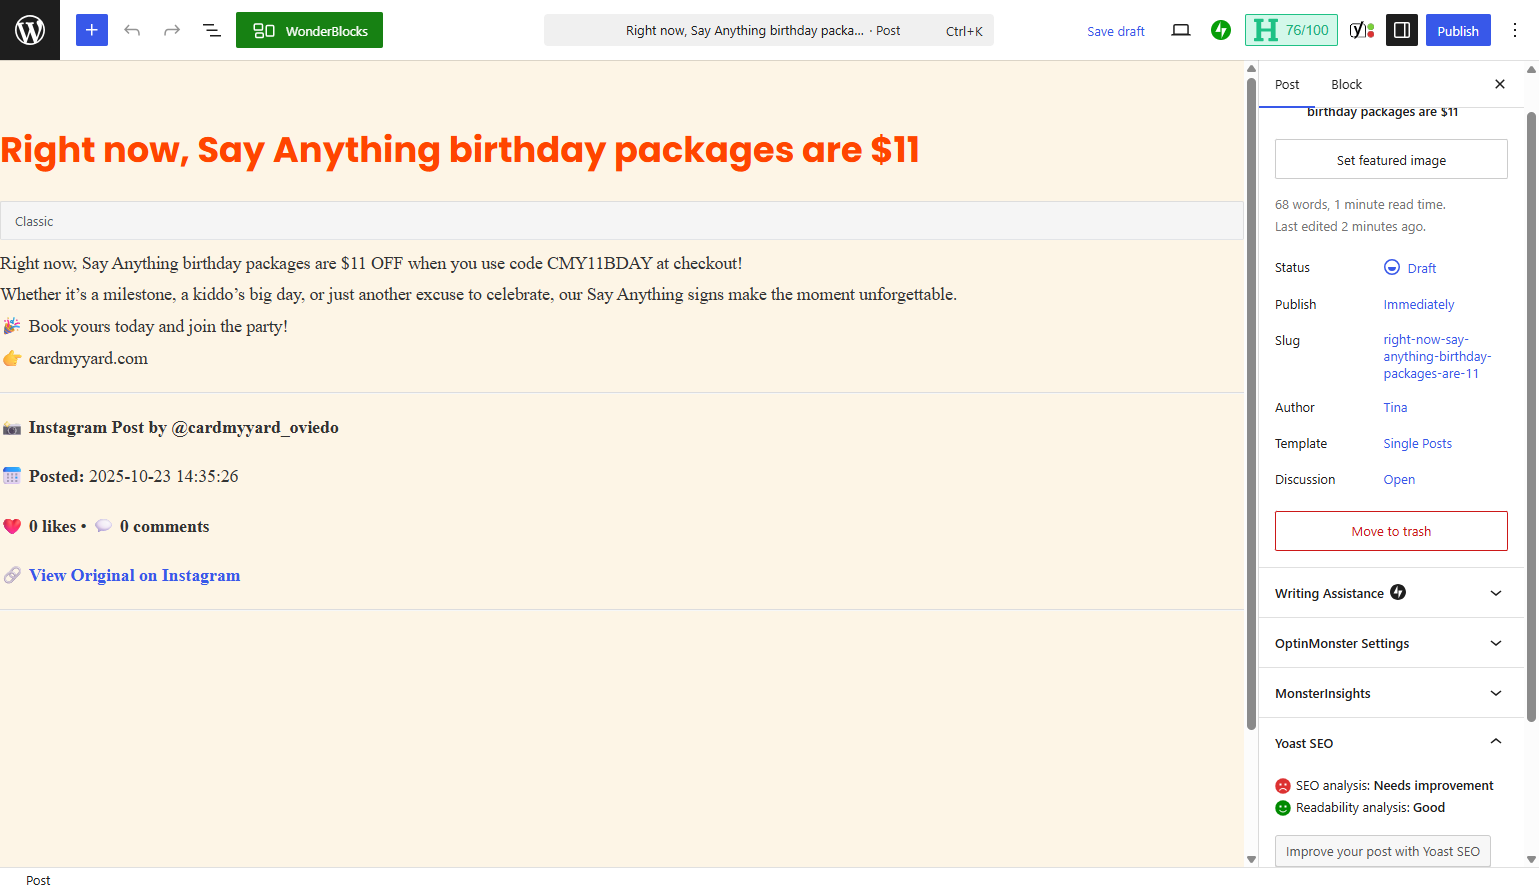 WonderBlocks
Right now, Say Anything birthday packa... · Post Ctrl+K
Save draft
H 76/100
Publish
Right now, Say Anything birthday packages are $11
Classic
Right now, Say Anything birthday packages are $11 OFF when you use code CMY11BDAY at checkout!
Whether it’s a milestone, a kiddo’s big day, or just another excuse to celebrate, our Say Anything signs make the moment unforgettable.
🎉 Book yours today and join the party!
👉 cardmyyard.com
📸 Instagram Post by @cardmyyard_oviedo
🗓️ Posted: 2025-10-23 14:35:26
❤️ 0 likes • 💬 0 comments
🔗 View Original on Instagram
Post
Block
birthday packages are $11
Set featured image
68 words, 1 minute read time.
Last edited 2 minutes ago.
Status Draft
Publish Immediately
Slug right-now-say-
anything-birthday-
packages-are-11
Author Tina
Template Single Posts
Discussion Open
Move to trash
Writing Assistance
OptinMonster Settings
MonsterInsights
Yoast SEO
SEO analysis: Needs improvement
Readability analysis: Good
Improve your post with Yoast SEO
Post